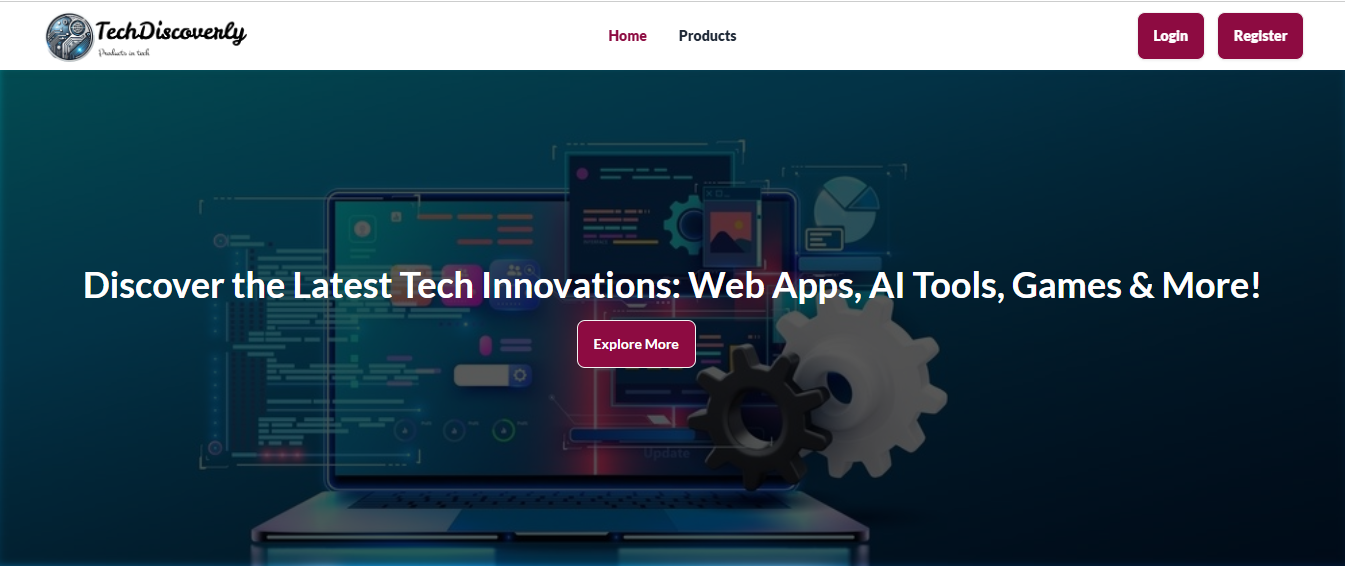 TechDiscoverly
Products in tech
Home Products
Login Register
Discover the Latest Tech Innovations: Web Apps, AI Tools, Games & More!
Explore More
Update